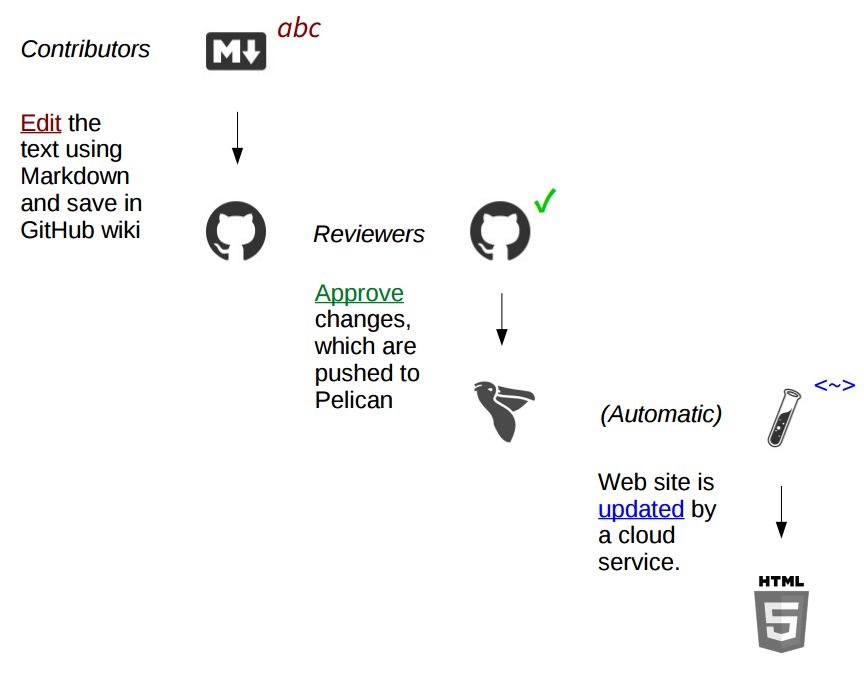 Contributors
M
abc
Edit the
text using
Markdown
and save in
GitHub wiki
Reviewers
✓
Approve
changes,
which are
pushed to
Pelican
(Automatic)
<~>
Web site is
updated by
a cloud
service.
HTML
5